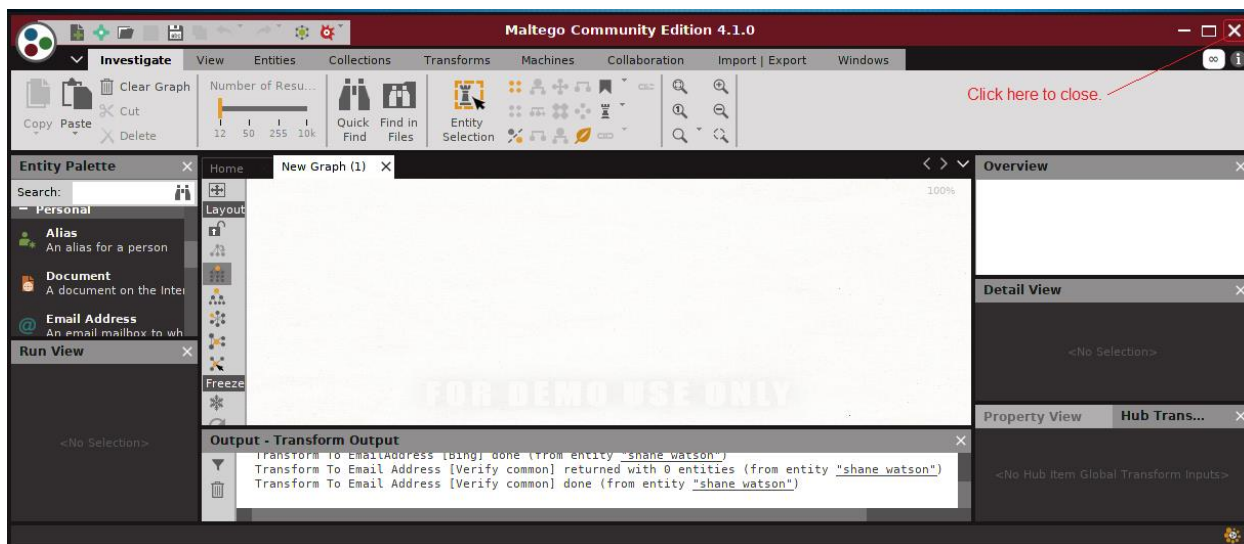 Maltego Community Edition 4.1.0
Investigate View Entities Collections Transforms Machines Collaboration Import | Export Windows
Copy Paste Clear Graph Cut Delete
Number of Resu...
12 50 255 10k
Quick Find
Find in Files
Entity Selection
Click here to close.
Entity Palette
Search:
Personal
Alias
An alias for a person
Document
A document on the Inter
Email Address
An email mailbox to wh
Run View
<No Selection>
Home New Graph (1)
Layout
Freeze
100%
FOR DEMO USE ONLY
Output - Transform Output
Transform To EmailAddress [Bing] done (from entity "shane watson")
Transform To Email Address [Verify common] returned with 0 entities (from entity "shane watson")
Transform To Email Address [Verify common] done (from entity "shane watson")
Overview
Detail View
<No Selection>
Property View Hub Trans...
<No Hub Item Global Transform Inputs>